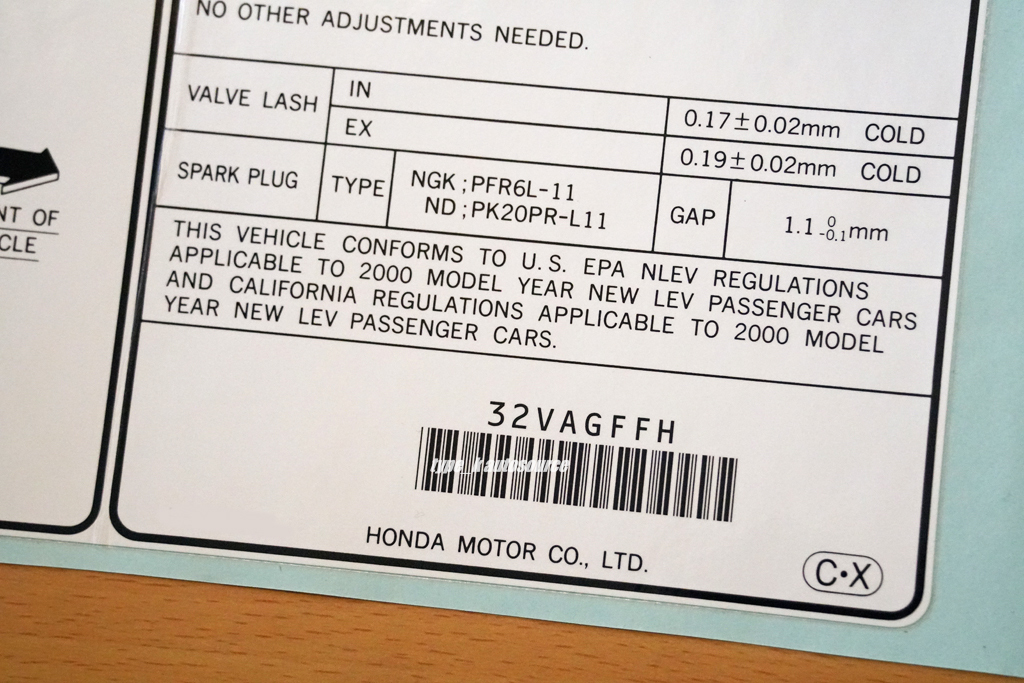 NO OTHER ADJUSTMENTS NEEDED.
VALVE LASH
IN
0.17±0.02mm COLD
EX
0.19±0.02mm COLD
SPARK PLUG
TYPE
NGK ; PFR6L-11
ND ; PK20PR-L11
GAP
1.1 0 -0.1 mm
THIS VEHICLE CONFORMS TO U.S. EPA NLEV REGULATIONS
APPLICABLE TO 2000 MODEL YEAR NEW LEV PASSENGER CARS
AND CALIFORNIA REGULATIONS APPLICABLE TO 2000 MODEL
YEAR NEW LEV PASSENGER CARS.
32VAGFFH
type_kautosource
HONDA MOTOR CO., LTD.
C·X
OF